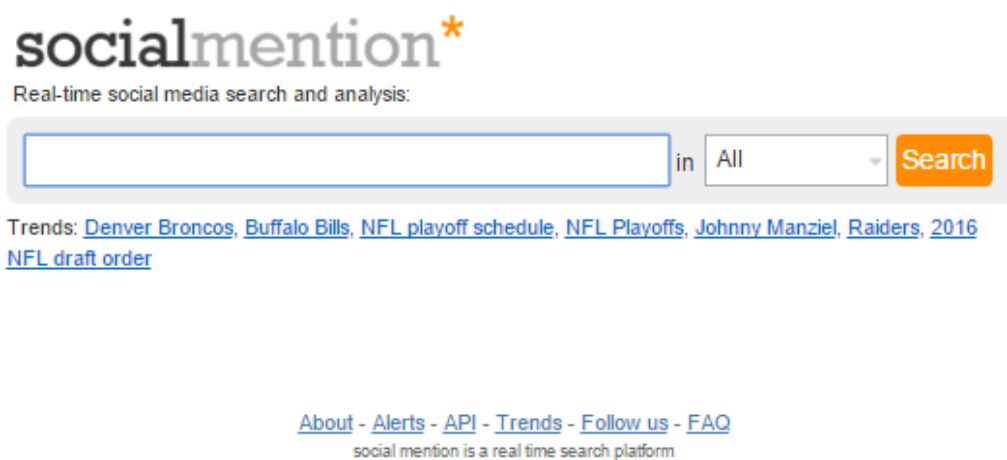 socialmention*
Real-time social media search and analysis:
in All Search
Trends: Denver Broncos, Buffalo Bills, NFL playoff schedule, NFL Playoffs, Johnny Manziel, Raiders, 2016
NFL draft order
About - Alerts - API - Trends - Follow us - FAQ
social mention is a real time search platform